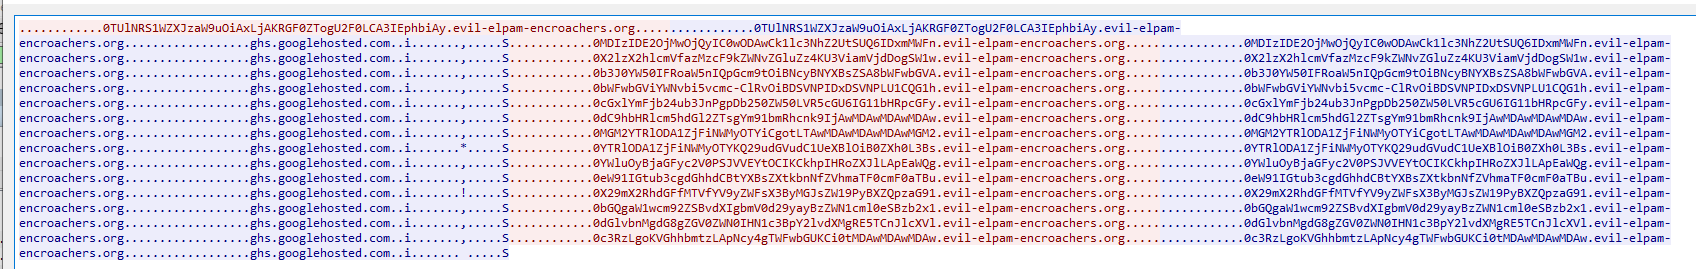 ............0TUlNRS1WZXJzaW9uOiAxLjAKRGF0ZTogU2F0LCA3IEphbiAy.evil-elpam-encroachers.org.................0TUlNRS1WZXJzaW9uOiAxLjAKRGF0ZTogU2F0LCA3IEphbiAy.evil-elpam-
encroachers.org..................ghs.googlehosted.com..i.......,.....S............0MDIzIDE2OjMwOjQyIC0wODAwCk1lc3NhZ2UtSUQ6IDxmMWFn.evil-elpam-encroachers.org.................0MDIzIDE2OjMwOjQyIC0wODAwCk1lc3NhZ2UtSUQ6IDxmMWFn.evil-elpam-
encroachers.org..................ghs.googlehosted.com..i.......,.....S............0X2lzX2hlcmVfazMzcF9kZWNvZGluZz4KU3ViamVjdDogSW1w.evil-elpam-encroachers.org.................0X2lzX2hlcmVfazMzcF9kZWNvZGluZz4KU3ViamVjdDogSW1w.evil-elpam-
encroachers.org..................ghs.googlehosted.com..i.......,.....S............0b3J0YW50IFRoaW5nIQpGcm9tOiBNcyBNYXBsZSA8bWFwbGVA.evil-elpam-encroachers.org.................0b3J0YW50IFRoaW5nIQpGcm9tOiBNcyBNYXBsZSA8bWFwbGVA.evil-elpam-
encroachers.org..................ghs.googlehosted.com..i.......,.....S............0bWFwbGViYWNvbi5vcmc-ClRvOiBDSVNPIDxDSVNPLU1CQG1h.evil-elpam-encroachers.org.................0bWFwbGViYWNvbi5vcmc-ClRvOiBDSVNPIDxDSVNPLU1CQG1h.evil-elpam-
encroachers.org..................ghs.googlehosted.com..i.......,.....S............0cGxlYmFjb24ub3JnPgpDb250ZW50LVR5cGU6IG11bHRpcGFy.evil-elpam-encroachers.org.................0cGxlYmFjb24ub3JnPgpDb250ZW50LVR5cGU6IG11bHRpcGFy.evil-elpam-
encroachers.org..................ghs.googlehosted.com..i.......,.....S............0dC9hbHRlcm5hdGl2ZTsgYm91bmRhcnk9IjAwMDAwMDAwMDAw.evil-elpam-encroachers.org.................0dC9hbHRlcm5hdGl2ZTsgYm91bmRhcnk9IjAwMDAwMDAwMDAw.evil-elpam-
encroachers.org..................ghs.googlehosted.com..i.......,.....S............0MGM2YTRlODA1ZjFiNWMyOTYiCgotLTAwMDAwMDAwMDAwMGM2.evil-elpam-encroachers.org.................0MGM2YTRlODA1ZjFiNWMyOTYiCgotLTAwMDAwMDAwMDAwMGM2.evil-elpam-
encroachers.org..................ghs.googlehosted.com..i.......*.....S............0YTRlODA1ZjFiNWMyOTYKQ29udGVudC1UeXBlOiB0ZXh0L3Bs.evil-elpam-encroachers.org.................0YTRlODA1ZjFiNWMyOTYKQ29udGVudC1UeXBlOiB0ZXh0L3Bs.evil-elpam-
encroachers.org..................ghs.googlehosted.com..i.......,.....S............0YWluOyBjaGFyc2V0PSJVVEYtOCIKCkhpIHRoZXJlLApEaWQg.evil-elpam-encroachers.org.................0YWluOyBjaGFyc2V0PSJVVEYtOCIKCkhpIHRoZXJlLApEaWQg.evil-elpam-
encroachers.org..................ghs.googlehosted.com..i.......,.....S............0eW91IGtub3cgdGhhdCBtYXBsZXtkbnNfZVhmaTF0cmF0aTBu.evil-elpam-encroachers.org.................0eW91IGtub3cgdGhhdCBtYXBsZXtkbnNfZVhmaTF0cmF0aTBu.evil-elpam-
encroachers.org..................ghs.googlehosted.com..i.......!.....S............0X29mX2RhdGFfMTVfYV9yZWFsX3ByMGJsZW19PyBXZQpzaG91.evil-elpam-encroachers.org.................0X29mX2RhdGFfMTVfYV9yZWFsX3ByMGJsZW19PyBXZQpzaG91.evil-elpam-
encroachers.org..................ghs.googlehosted.com..i.......,.....S............0bGQgaW1wcm92ZSBvdXIgbmV0d29yayBzZWN1cml0eSBzb2x1.evil-elpam-encroachers.org.................0bGQgaW1wcm92ZSBvdXIgbmV0d29yayBzZWN1cml0eSBzb2x1.evil-elpam-
encroachers.org..................ghs.googlehosted.com..i.......,.....S............0dGlvbnMgdG8gZGV0ZWN0IHN1c3BpY2lvdXMgRE5TCnJlcXVl.evil-elpam-encroachers.org.................0dGlvbnMgdG8gZGV0ZWN0IHN1c3BpY2lvdXMgRE5TCnJlcXVl.evil-elpam-
encroachers.org..................ghs.googlehosted.com..i.......,.....S............0c3RzLgoKVGhhbmtzLApNcy4gTWFwbGUKCi0tMDAwMDAwMDAw.evil-elpam-encroachers.org.................0c3RzLgoKVGhhbmtzLApNcy4gTWFwbGUKCi0tMDAwMDAwMDAw.evil-elpam-
encroachers.org..................ghs.googlehosted.com..i....... .....S